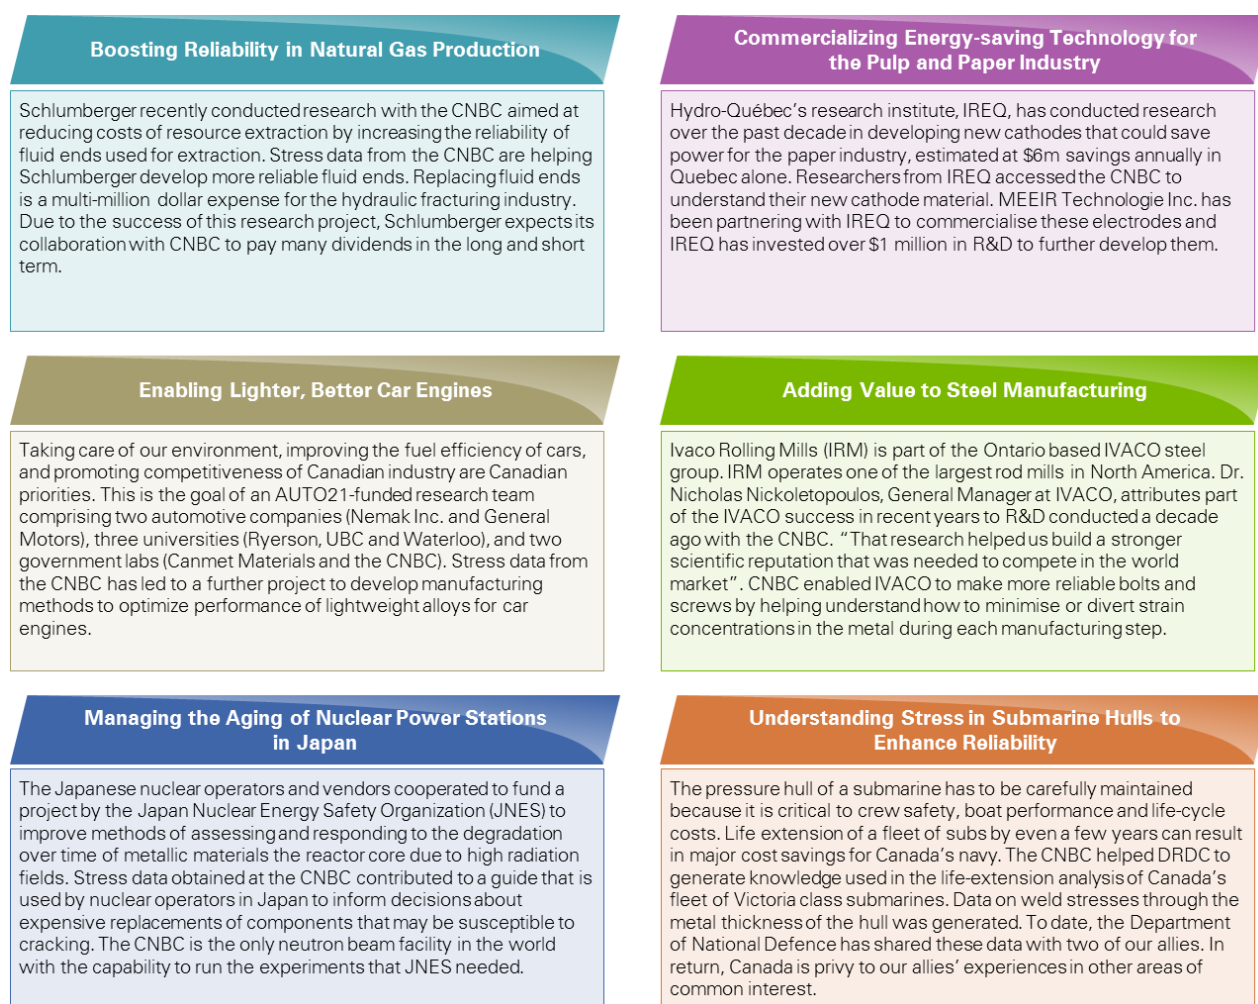 Boosting Reliability in Natural Gas Production
Schlumberger recently conducted research with the CNBC aimed at
reducing costs of resource extraction by increasing the reliability of
fluid ends used for extraction. Stress data from the CNBC are helping
Schlumberger develop more reliable fluid ends. Replacing fluid ends
is a multi-million dollar expense for the hydraulic fracturing industry.
Due to the success of this research project, Schlumberger expects its
collaboration with CNBC to pay many dividends in the long and short
term.
Commercializing Energy-saving Technology for
the Pulp and Paper Industry
Hydro-Québec's research institute, IREQ, has conducted research
over the past decade in developing new cathodes that could save
power for the paper industry, estimated at $6m savings annually in
Quebec alone. Researchers from IREQ accessed the CNBC to
understand their new cathode material. MEEIR Technologie Inc. has
been partnering with IREQ to commercialise these electrodes and
IREQ has invested over $1 million in R&D to further develop them.
Enabling Lighter, Better Car Engines
Taking care of our environment, improving the fuel efficiency of cars,
and promoting competitiveness of Canadian industry are Canadian
priorities. This is the goal of an AUTO21-funded research team
comprising two automotive companies (Nemak Inc. and General
Motors), three universities (Ryerson, UBC and Waterloo), and two
government labs (Canmet Materials and the CNBC). Stress data from
the CNBC has led to a further project to develop manufacturing
methods to optimize performance of lightweight alloys for car
engines.
Adding Value to Steel Manufacturing
Ivaco Rolling Mills (IRM) is part of the Ontario based IVACO steel
group. IRM operates one of the largest rod mills in North America. Dr.
Nicholas Nickoletopoulos, General Manager at IVACO, attributes part
of the IVACO success in recent years to R&D conducted a decade
ago with the CNBC. "That research helped us build a stronger
scientific reputation that was needed to compete in the world
market". CNBC enabled IVACO to make more reliable bolts and
screws by helping understand how to minimise or divert strain
concentrations in the metal during each manufacturing step.
Managing the Aging of Nuclear Power Stations
in Japan
The Japanese nuclear operators and vendors cooperated to fund a
project by the Japan Nuclear Energy Safety Organization (JNES) to
improve methods of assessing and responding to the degradation
over time of metallic materials the reactor core due to high radiation
fields. Stress data obtained at the CNBC contributed to a guide that is
used by nuclear operators in Japan to inform decisions about
expensive replacements of components that may be susceptible to
cracking. The CNBC is the only neutron beam facility in the world
with the capability to run the experiments that JNES needed.
Understanding Stress in Submarine Hulls to
Enhance Reliability
The pressure hull of a submarine has to be carefully maintained
because it is critical to crew safety, boat performance and life-cycle
costs. Life extension of a fleet of subs by even a few years can result
in major cost savings for Canada's navy. The CNBC helped DRDC to
generate knowledge used in the life-extension analysis of Canada's
fleet of Victoria class submarines. Data on weld stresses through the
metal thickness of the hull was generated. To date, the Department
of National Defence has shared these data with two of our allies. In
return, Canada is privy to our allies' experiences in other areas of
common interest.